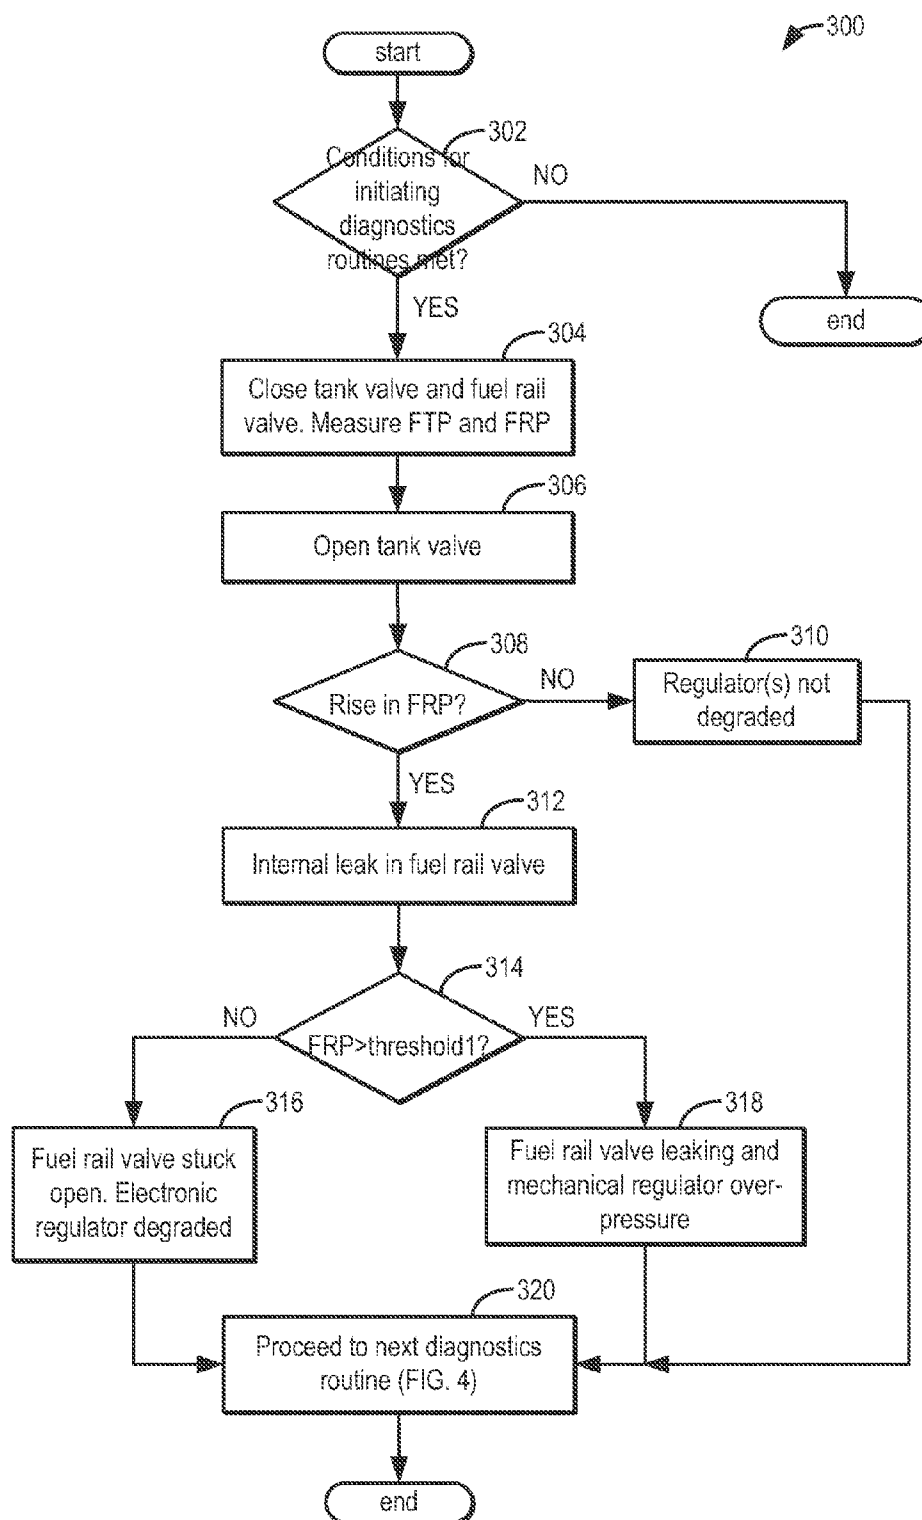 300
start
302
Conditions for
initiating
diagnostics
routines met?
NO
YES
end
304
Close tank valve and fuel rail
valve. Measure FTP and FRP
306
Open tank valve
308
Rise in FRP?
NO
310
Regulator(s) not
degraded
YES
312
Internal leak in fuel rail valve
314
FRP>threshold1?
NO
YES
316
Fuel rail valve stuck
open. Electronic
regulator degraded
318
Fuel rail valve leaking and
mechanical regulator over-
pressure
320
Proceed to next diagnostics
routine (FIG. 4)
end